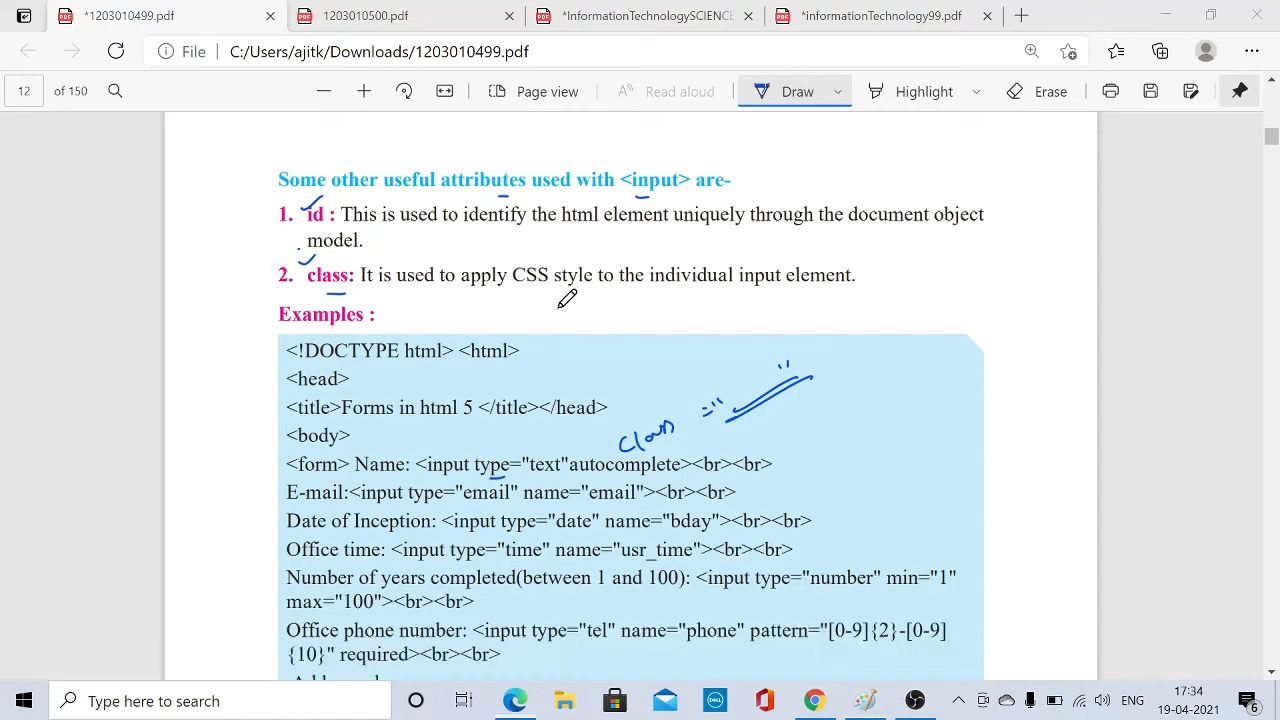 *1203010499.pdf
1203010500.pdf
*InformationTechnologySCIENCE
*InformationTechnology1017.pdf
File C:/Users/ajitk/Downloads/1203010499.pdf
12 of 150 Page view Read aloud Draw Highlight Erase
Some other useful attributes used with <input> are-
1. id : This is used to identify the html element uniquely through the document object
model.
2. class: It is used to apply CSS style to the individual input element.
Examples :
<!DOCTYPE html> <html>
<head>
<title>Forms in html 5 </title></head>
<body>
class =" "
<form> Name: <input type="text"autocomplete><br><br>
E-mail:<input type="email" name="email"><br><br>
Date of Inception: <input type="date" name="bday"><br><br>
Office time: <input type="time" name="usr_time"><br><br>
Number of years completed(between 1 and 100): <input type="number" min="1"
max="100"><br><br>
Office phone number: <input type="tel" name="phone" pattern="[0-9]{2}-[0-9]
{10}" required><br><br>
Type here to search
DELL
ENG
17:34
19-04-2021
6